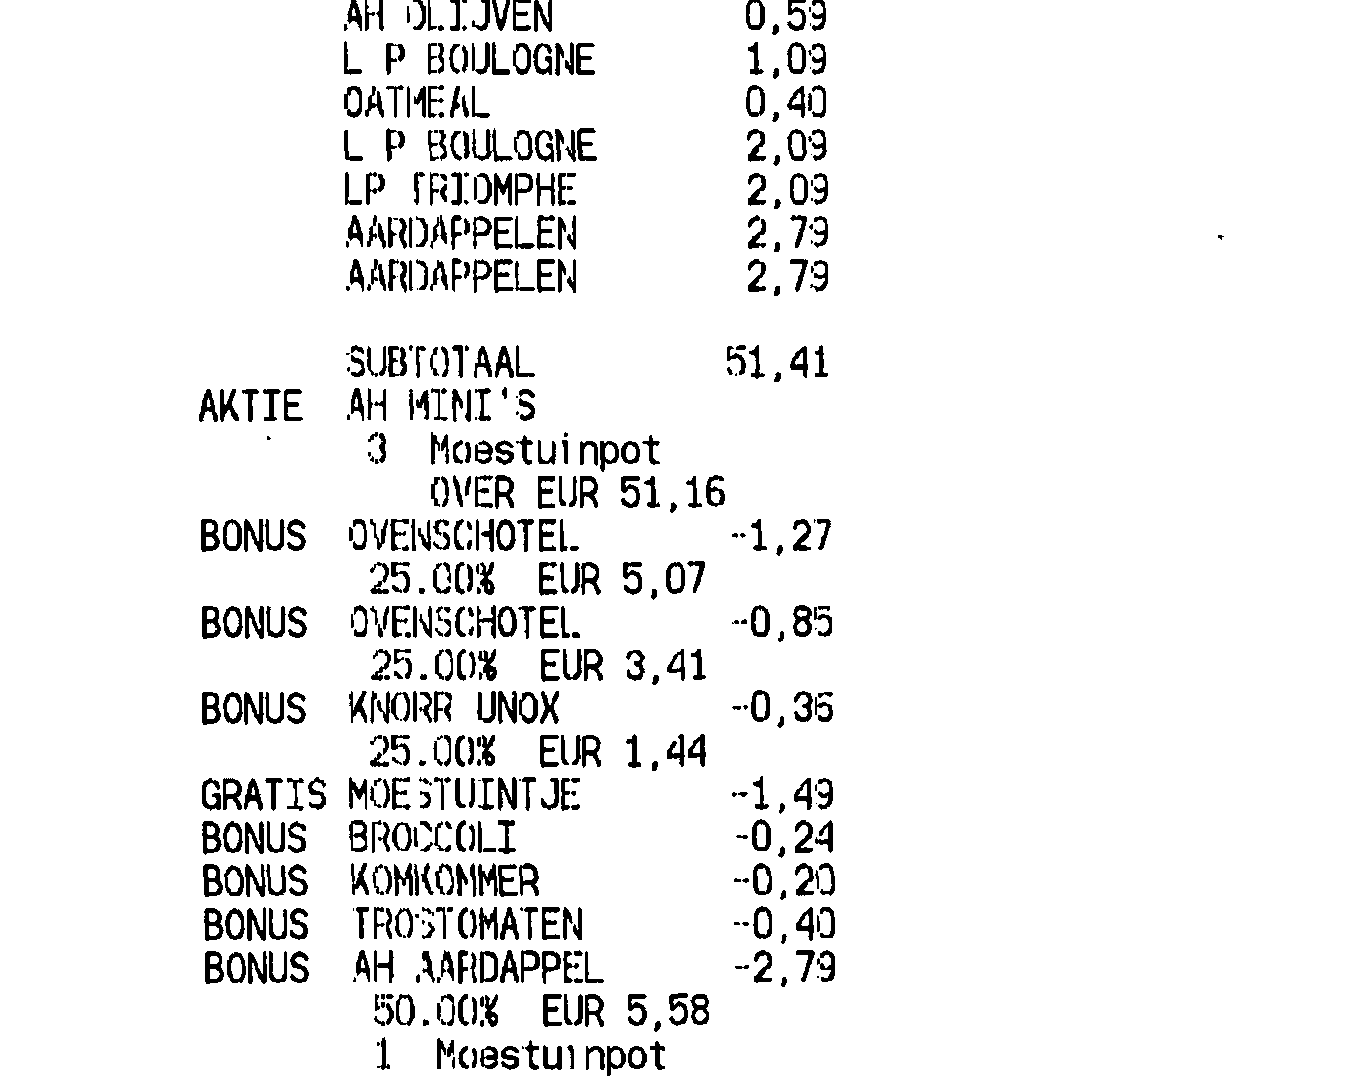 AH OLIJVEN 0,59
L P BOULOGNE 1,09
OATMEAL 0,40
L P BOULOGNE 2,09
LP TRIOMPHE 2,09
AARDAPPELEN 2,79
AARDAPPELEN 2,79
SUBTOTAAL 51,41
AKTIE AH MINI'S
3 Moestuinpot
OVER EUR 51,16
BONUS OVENSCHOTEL -1,27
25.00% EUR 5,07
BONUS OVENSCHOTEL -0,85
25.00% EUR 3,41
BONUS KNORR UNOX -0,36
25.00% EUR 1,44
GRATIS MOESTUINTJE -1,49
BONUS BROCCOLI -0,24
BONUS KOMKOMMER -0,20
BONUS TROSTOMATEN -0,40
BONUS AH AARDAPPEL -2,79
50.00% EUR 5,58
1 Moestuinpot